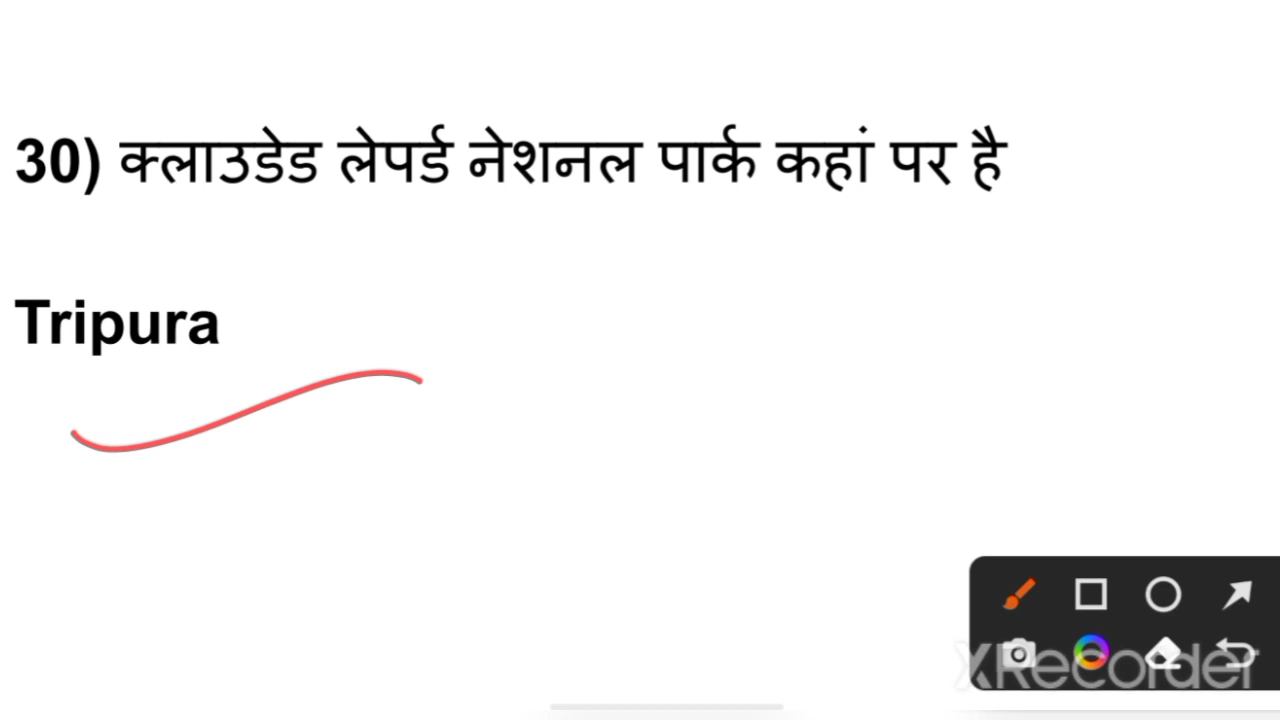 30) क्लाउडेड लेपर्ड नेशनल पार्क कहां पर है
Tripura
XRecorder